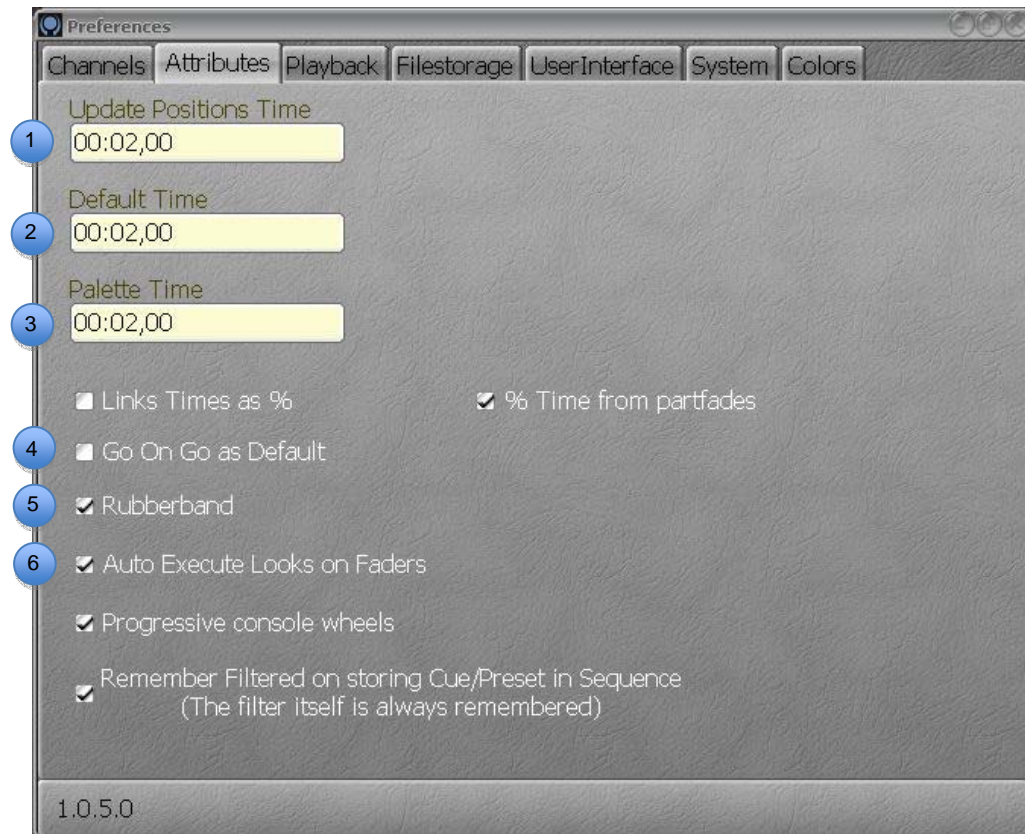 Preferences
Channels Attributes Playback Filestorage UserInterface System Colors
Update Positions Time
1 00:02,00
Default Time
2 00:02,00
Palette Time
3 00:02,00
Links Times as % % Time from partfades
4 Go On Go as Default
5 Rubberband
6 Auto Execute Looks on Faders
Progressive console wheels
Remember Filtered on storing Cue/Preset in Sequence
(The filter itself is always remembered)
1.0.5.0